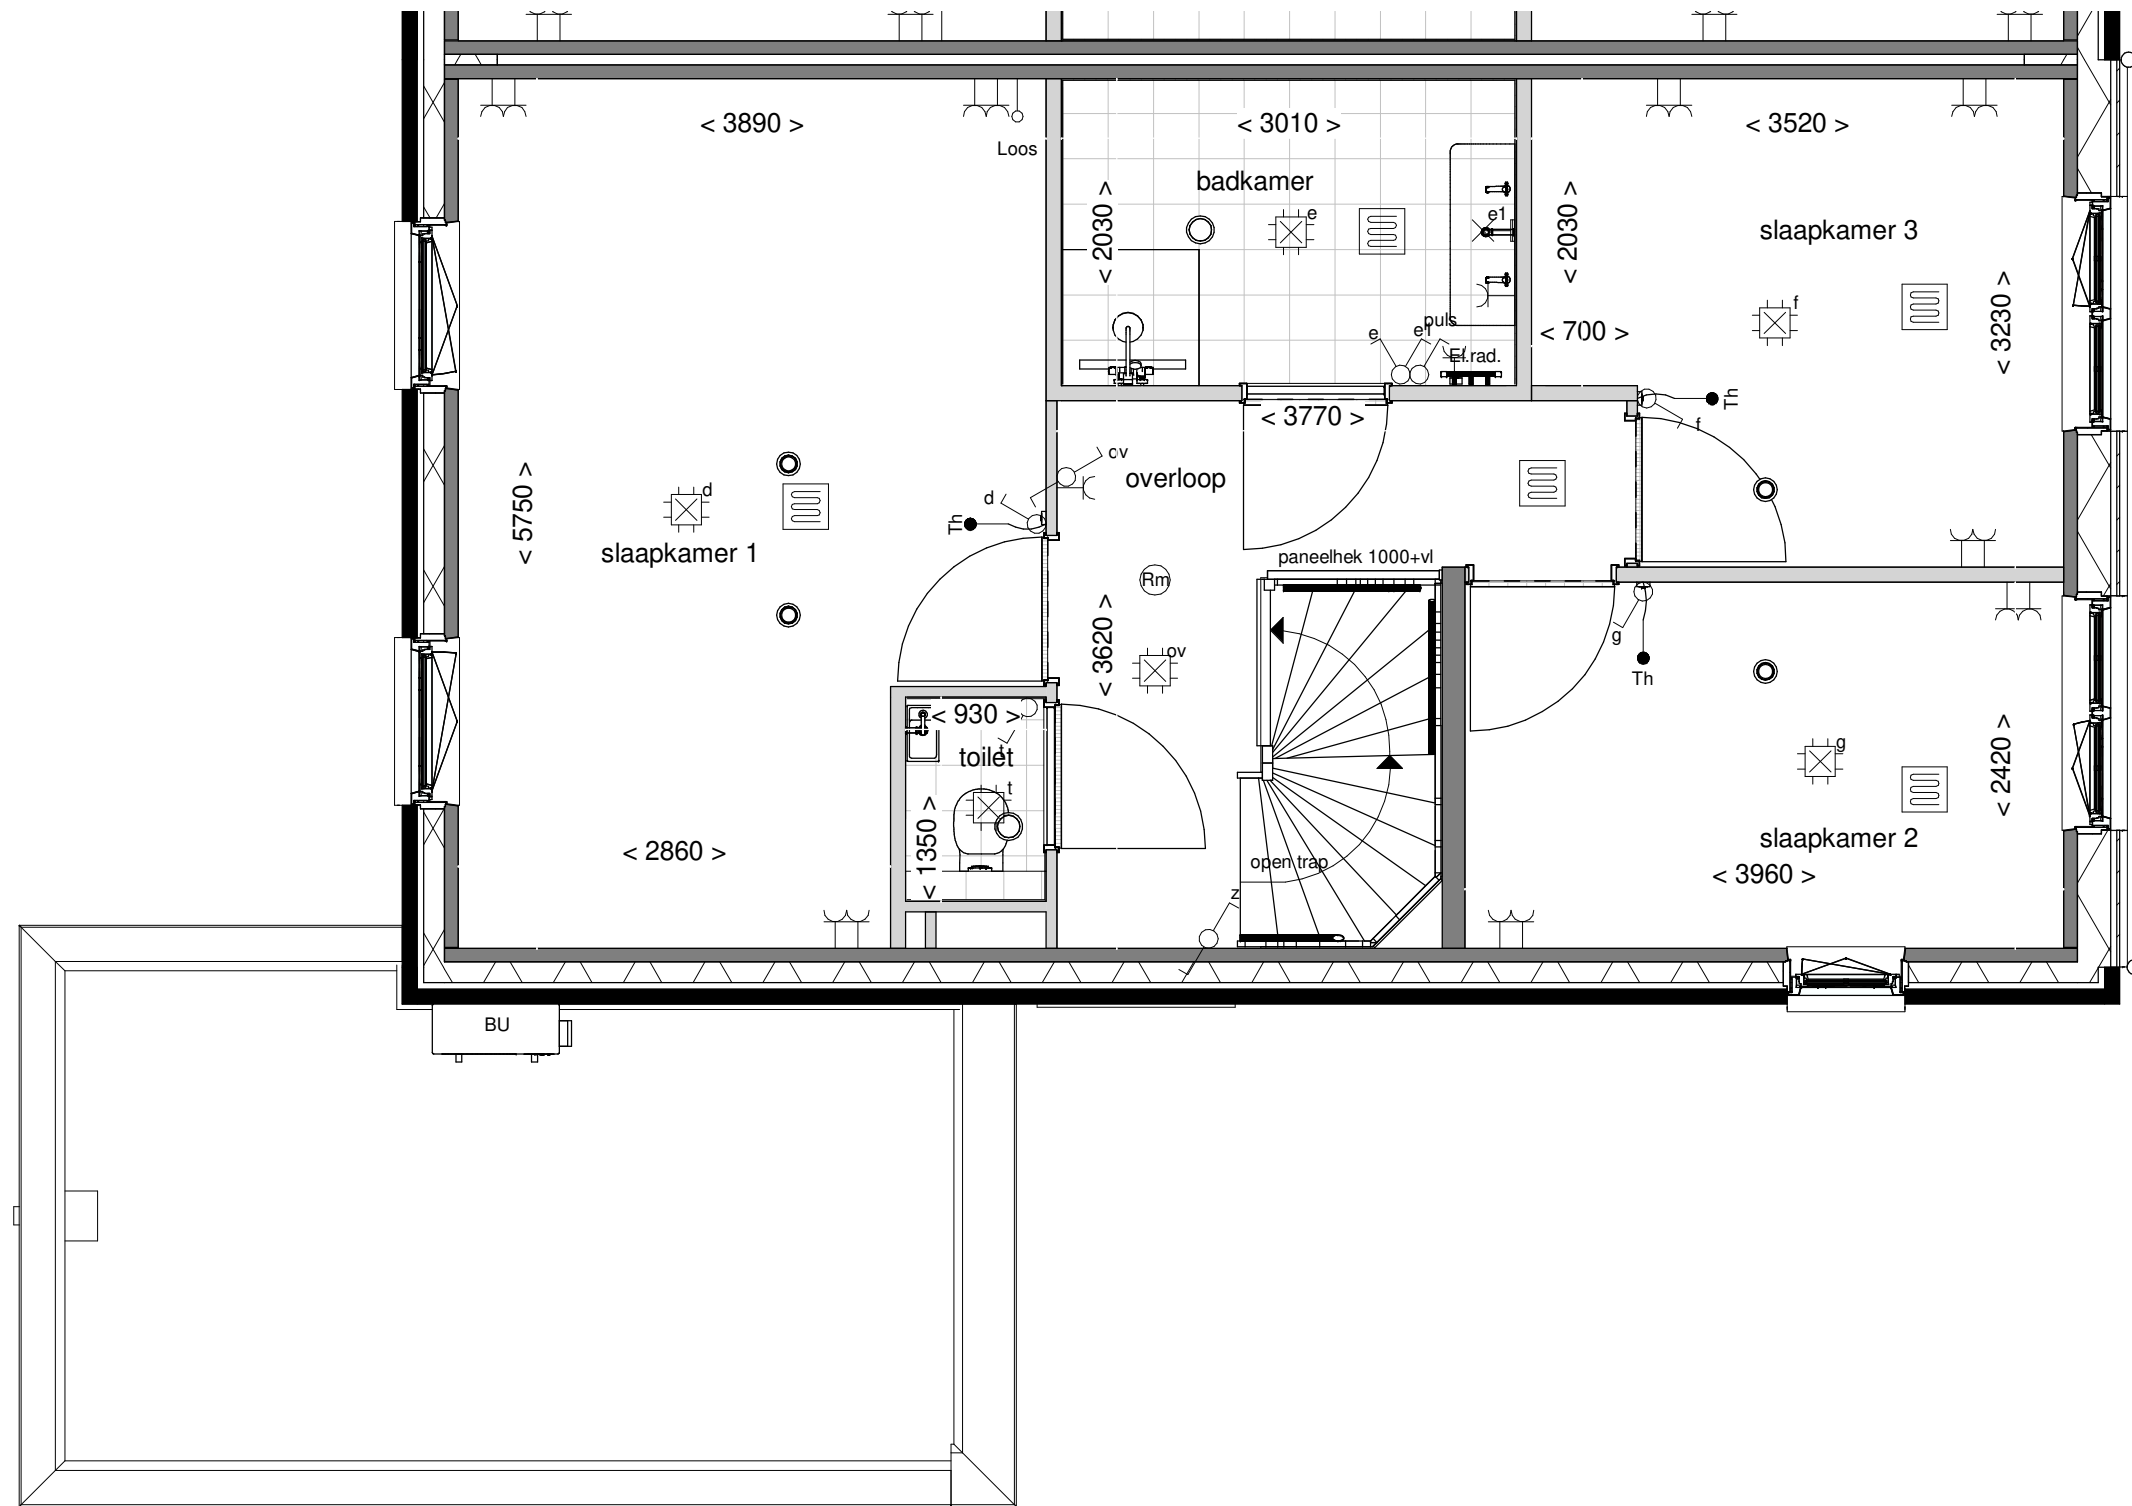 < 3890 >
< 3010 >
< 3520 >
Loos
badkamer
< 2030 >
e
e1
< 2030 >
slaapkamer 3
f
< 3230 >
puls
e
e1
< 700 >
El.rad.
Th
f
< 3770 >
ov
overloop
d
d
Th
< 5750 >
slaapkamer 1
paneelhek 1000+vl
Rm
< 3620 >
ov
g
Th
< 930 >
t
toilet
t
< 1350 >
g
< 2420 >
slaapkamer 2
< 2860 >
open trap
< 3960 >
z
BU